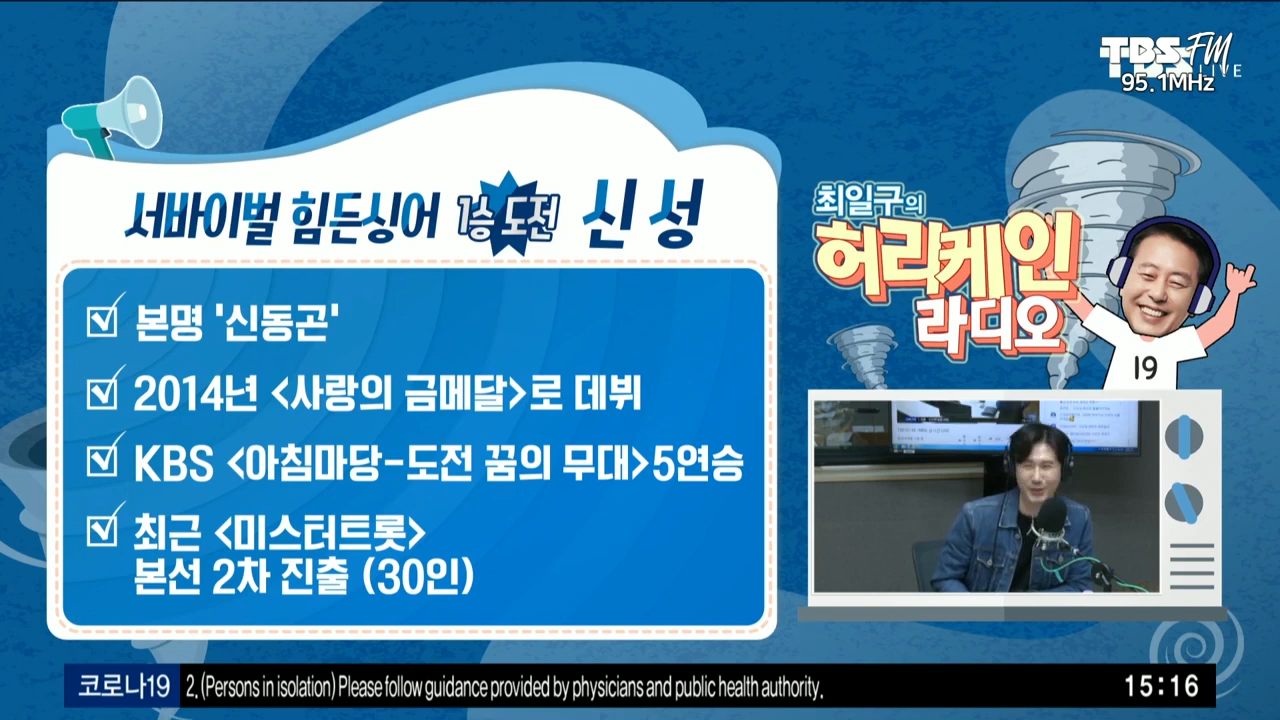 TBS FM
LIVE
95.1MHz
서바이벌 힘든싱어 1승 도전 신성
최일구의
허리케인
라디오
19
본명 '신동곤'
2014년 <사랑의 금메달>로 데뷔
KBS <아침마당-도전 꿈의 무대>5연승
최근 <미스터트롯>
본선 2차 진출 (30인)
코로나19 2. (Persons in isolation) Please follow guidance provided by physicians and public health authority. 15:16